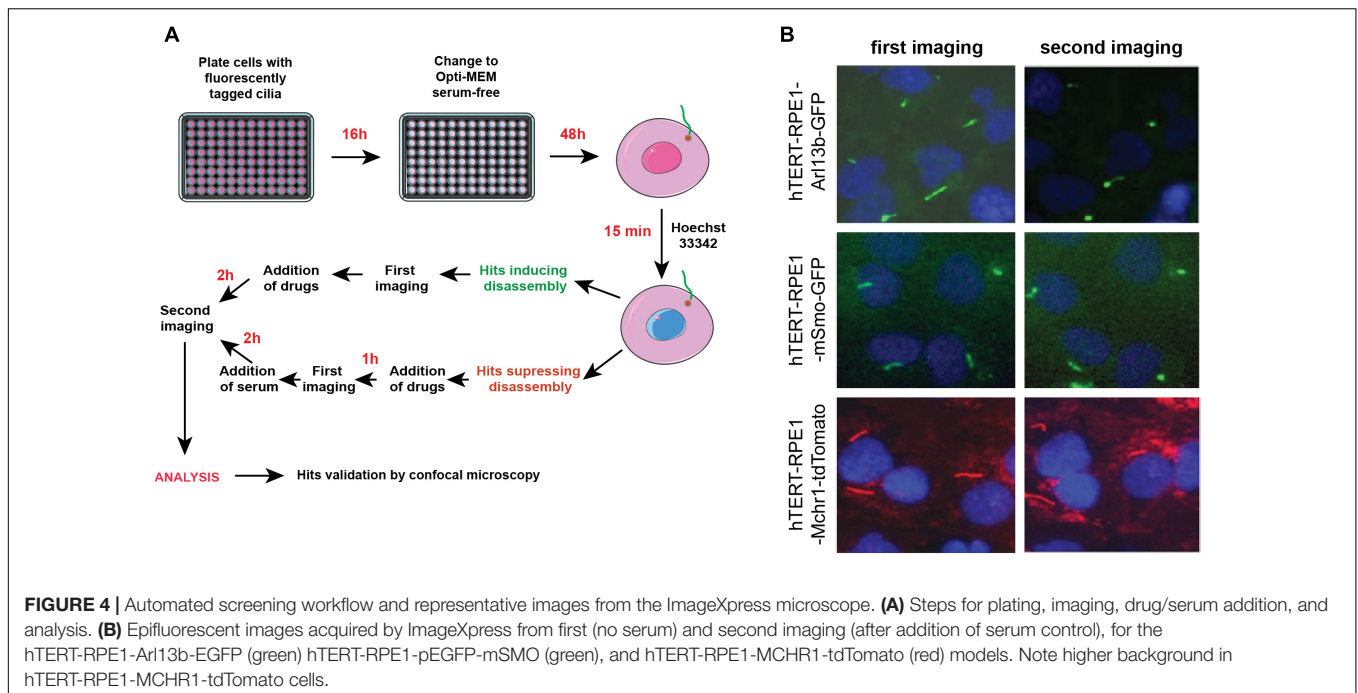 A
Plate cells with
fluorescently
tagged cilia
16h
Change to
Opti-MEM
serum-free
48h
15 min
Hoechst
33342
Hits inducing
disassembly
First
imaging
Addition
of drugs
2h
Second
imaging
Hits supressing
disassembly
Addition
of drugs
1h
First
imaging
Addition
of serum
2h
ANALYSIS
Hits validation by confocal microscopy
B
first imaging
second imaging
hTERT-RPE1-
Arl13b-GFP
hTERT-RPE1
-mSmo-GFP
hTERT-RPE1
-Mchr1-tdTomato
FIGURE 4 | Automated screening workflow and representative images from the ImageXpress microscope. (A) Steps for plating, imaging, drug/serum addition, and
analysis. (B) Epifluorescent images acquired by ImageXpress from first (no serum) and second imaging (after addition of serum control), for the
hTERT-RPE1-Arl13b-EGFP (green) hTERT-RPE1-pEGFP-mSMO (green), and hTERT-RPE1-MCHR1-tdTomato (red) models. Note higher background in
hTERT-RPE1-MCHR1-tdTomato cells.